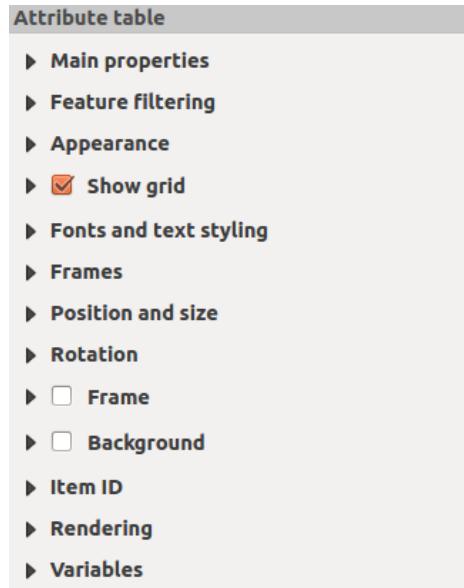 Attribute table
Main properties
Feature filtering
Appearance
Show grid
Fonts and text styling
Frames
Position and size
Rotation
Frame
Background
Item ID
Rendering
Variables